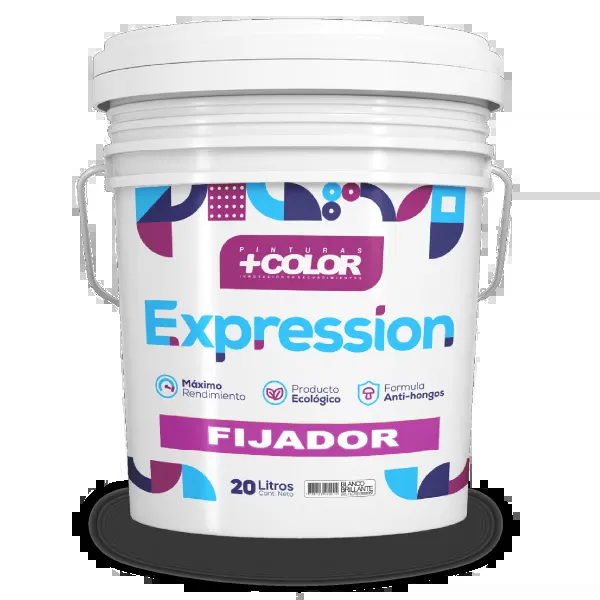 PINTURAS
+COLOR
Expression
Máximo
Rendimiento
Producto
Ecológico
Formula
Anti-hongos
FIJADOR
20 Litros
Cont. Neto
BLANCO
BRILLANTE